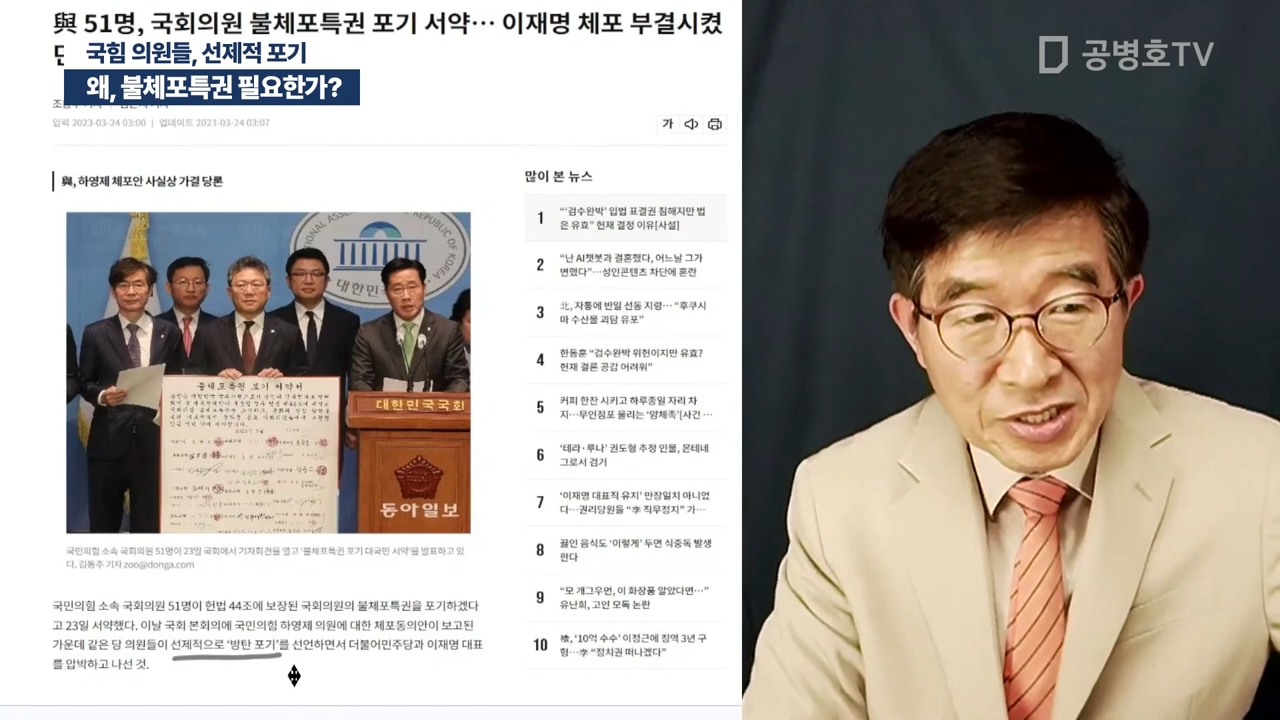 與 51명, 국회의원 불체포특권 포기 서약… 이재명 체포 부결시켰
국힘 의원들, 선제적 포기
왜, 불체포특권 필요한가?
입력 2023-03-24 03:00 | 업데이트 2023-03-24 03:07
가
공병호TV
與, 하영제 체포안 사실상 가결 당론
REPUBLIC OF KOREA
대한민국국회
불체포특권 포기 서약서
대한민국국회
동아일보
국민의힘 소속 국회의원 51명이 23일 국회에서 기자회견을 열고 '불체포특권 포기 대국민 서약'을 발표하고 있
다. 김동주 기자 zoo@donga.com
국민의힘 소속 국회의원 51명이 헌법 44조에 보장된 국회의원의 불체포특권을 포기하겠다
고 23일 서약했다. 이날 국회 본회의에 국민의힘 하영제 의원에 대한 체포동의안이 보고된
가운데 같은 당 의원들이 선제적으로 '방탄 포기'를 선언하면서 더불어민주당과 이재명 대표
를 압박하고 나선 것.
많이 본 뉴스
1 "'검수완박' 입법 표결권 침해지만 법
은 유효" 헌재 결정 이유[사설]
2 "난 AI챗봇과 결혼했다, 어느날 그가
변했다"…성인콘텐츠 차단에 혼란
3 北, 자통에 반일 선동 지령… "후쿠시
마 수산물 괴담 유포"
4 한동훈 "검수완박 위헌이지만 유효?
헌재 결론 공감 어려워"
5 커피 한잔 시키고 하루종일 자리 차
지…무인점포 울리는 '얌체족'[사건 …
6 '테라·루나' 권도형 추정 인물, 몬테네
그로서 검거
7 '이재명 대표직 유지' 만장일치 아니었
다…권리당원들 "李 직무정지" 가…
8 끓인 음식도 '이렇게' 두면 식중독 발생
한다
9 "모 개그우먼, 이 화장품 알았다면…"
유난희, 고인 모독 논란
10 檢, '10억 수수' 이정근에 징역 3년 구
형…李 "정치권 떠나겠다"